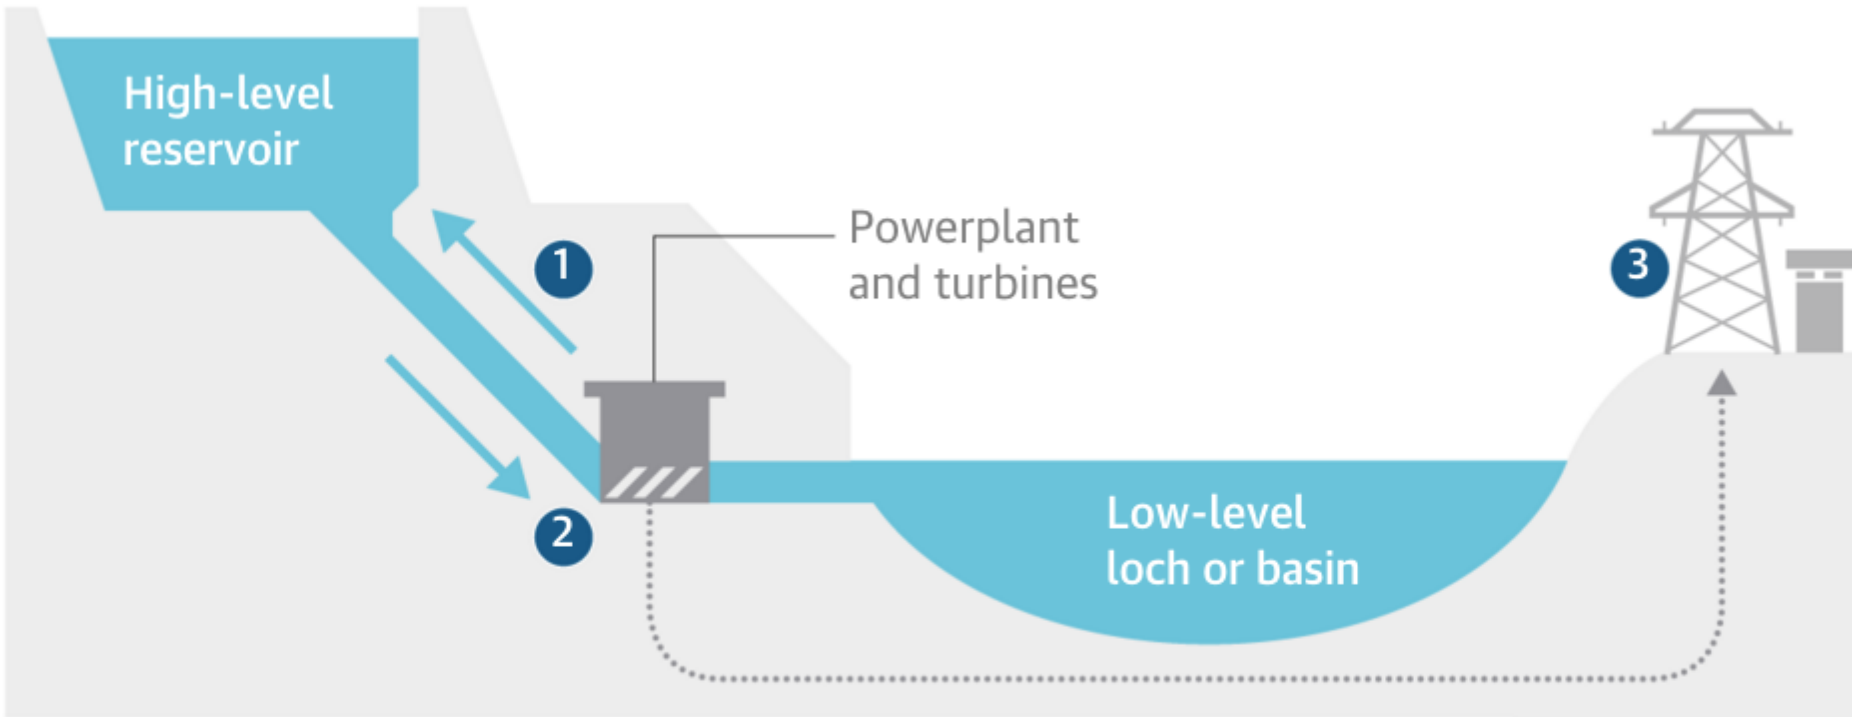 High-level
reservoir
1
Powerplant
and turbines
3
2
Low-level
loch or basin